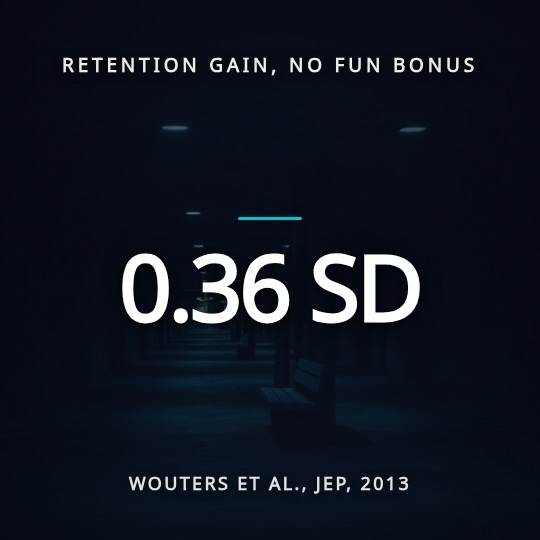 RETENTION GAIN, NO FUN BONUS
0.36 SD
WOUTERS ET AL., JEP, 2013